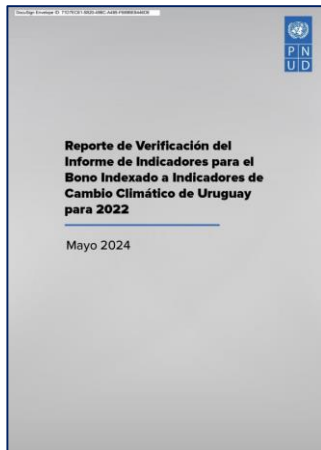 P N
U D
Reporte de Verificación del
Informe de Indicadores para el
Bono Indexado a Indicadores de
Cambio Climático de Uruguay
para 2022
Mayo 2024